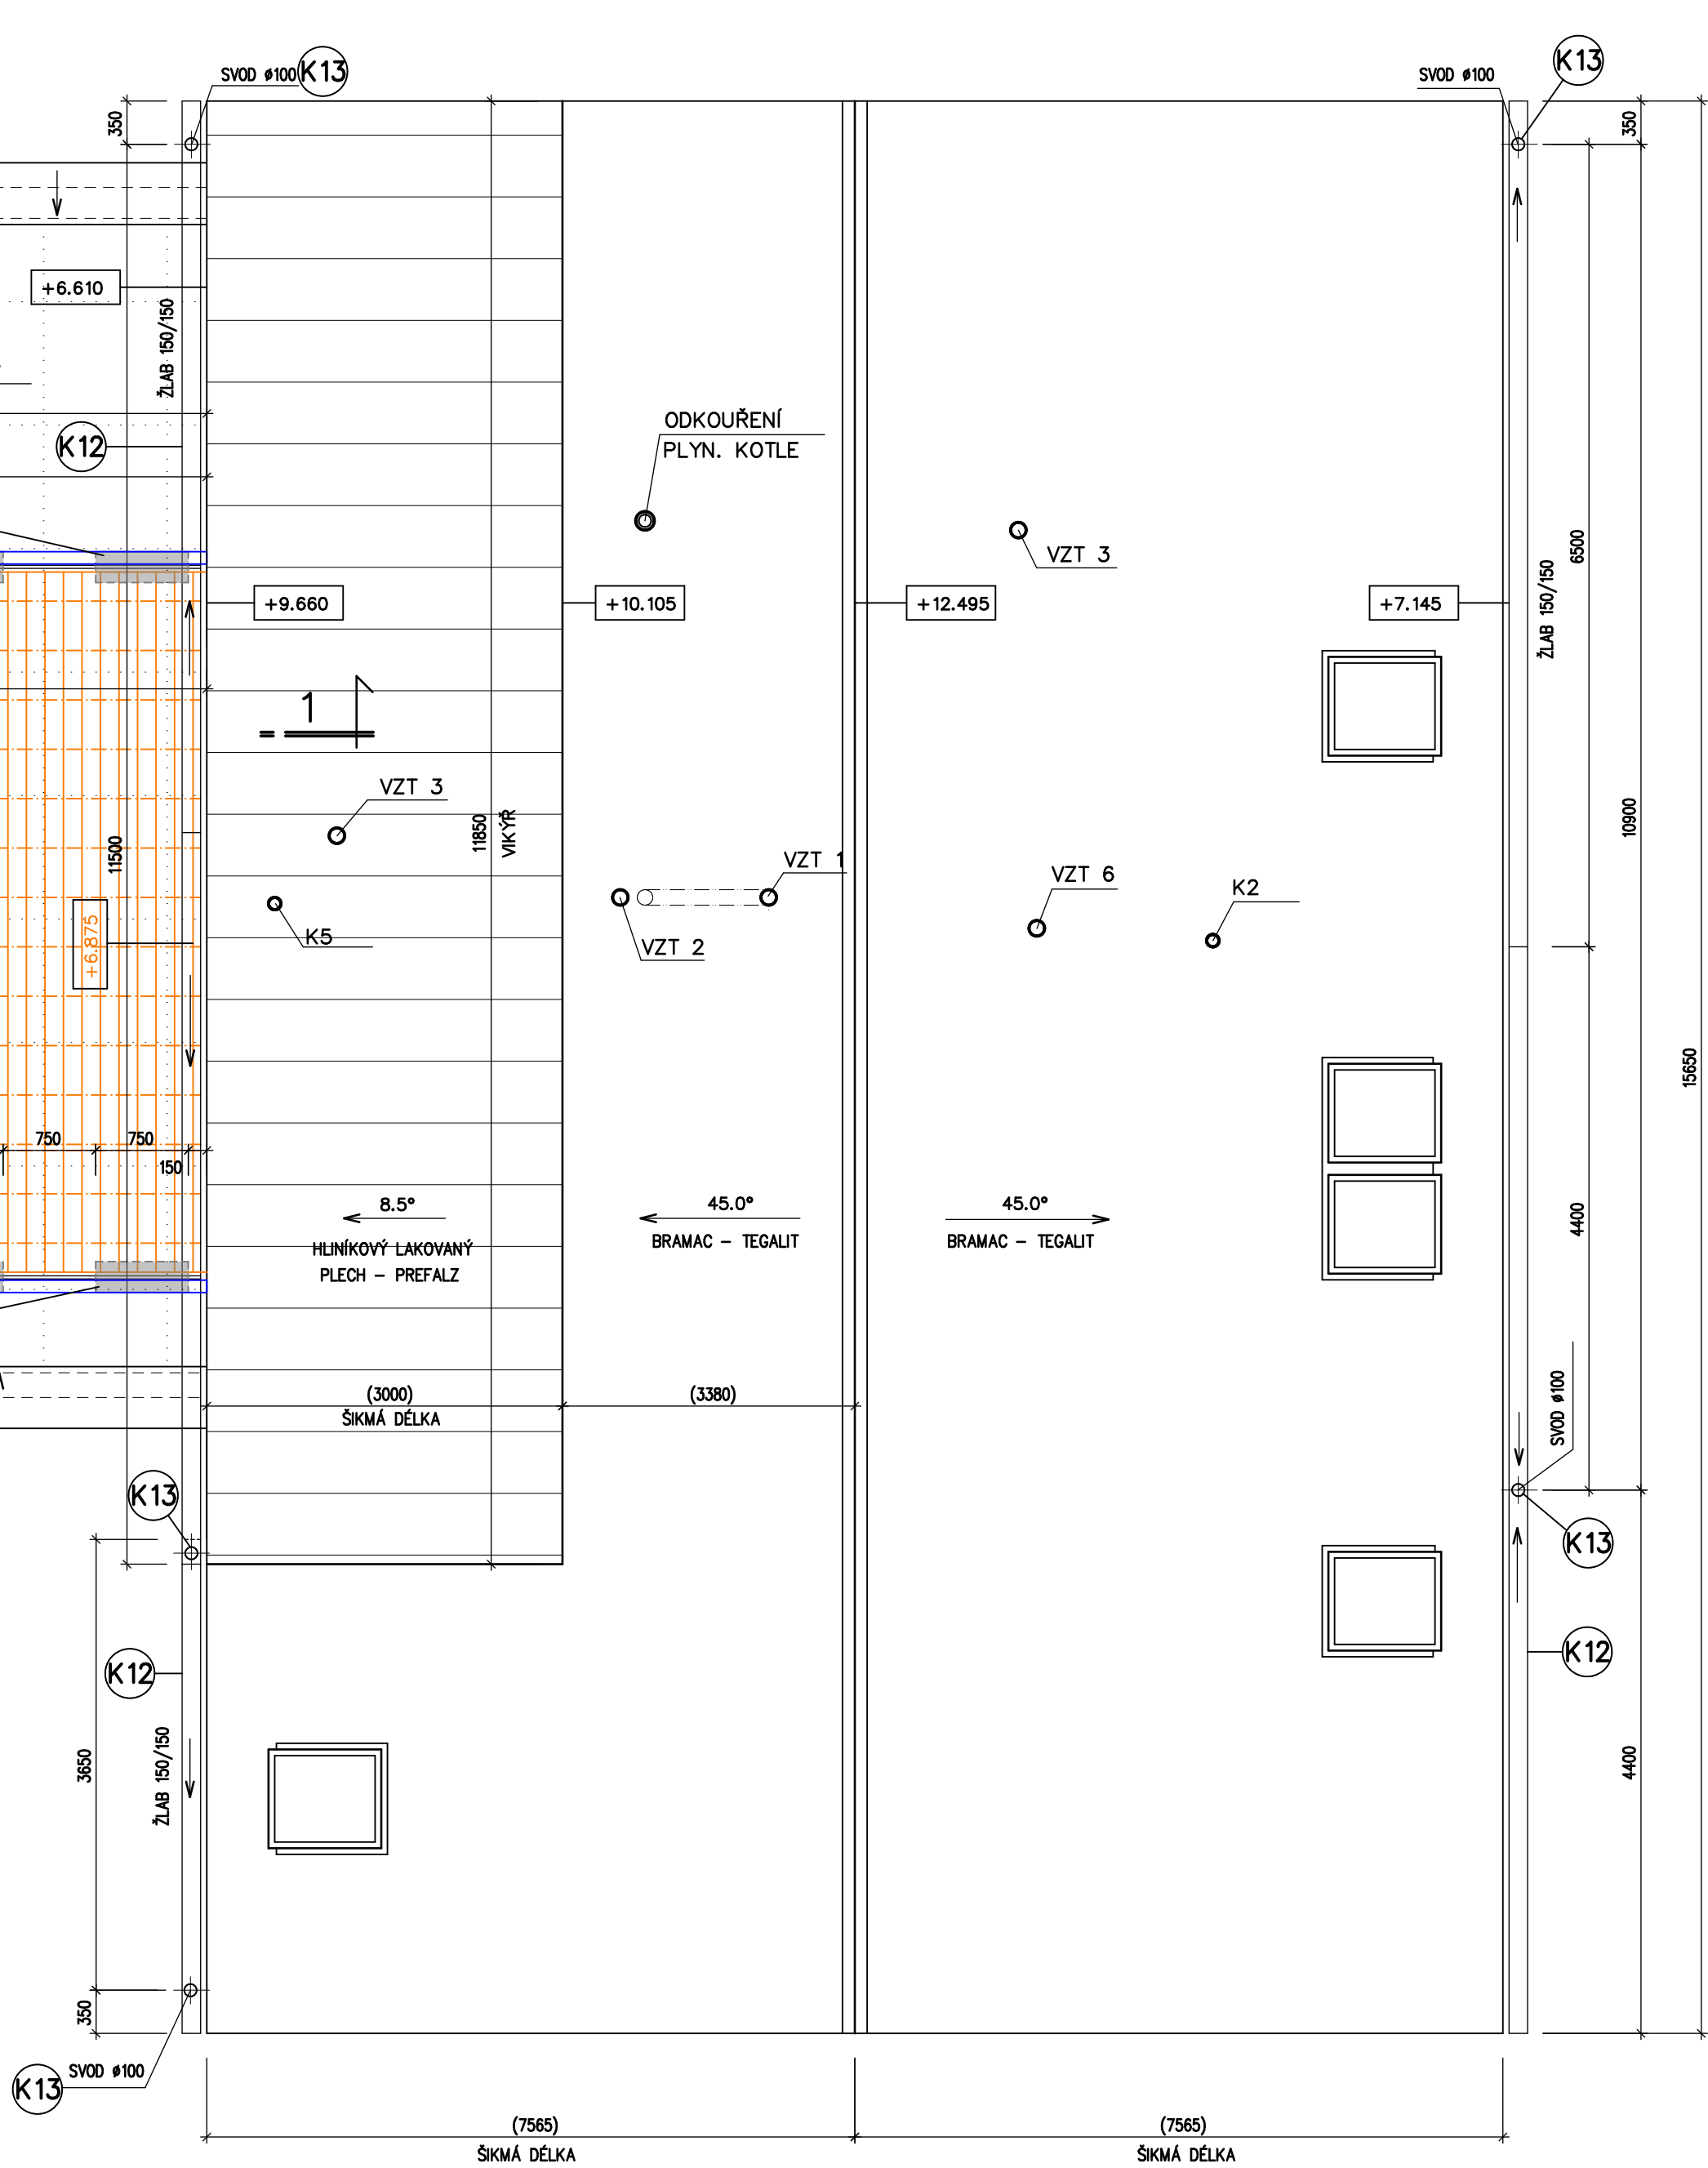 SVOD ø100
K13
SVOD ø100
K13
350
350
+6.610
ŽLAB 150/150
K12
ODKOUŘENÍ
PLYN. KOTLE
VZT 3
6500
ŽLAB 150/150
+9.660
+10.105
+12.495
+7.145
1
VZT 3
11500
11850
VIKÝŘ
10900
VZT 1
VZT 6
K2
K5
VZT 2
+6.875
15650
750
750
150
8.5°
HLINÍKOVÝ LAKOVANÝ
PLECH - PREFALZ
45.0°
BRAMAC - TEGALIT
45.0°
BRAMAC - TEGALIT
4400
(3000)
ŠIKMÁ DÉLKA
(3380)
SVOD ø100
K13
K13
K12
K12
3650
ŽLAB 150/150
4400
350
SVOD ø100
K13
(7565)
ŠIKMÁ DÉLKA
(7565)
ŠIKMÁ DÉLKA